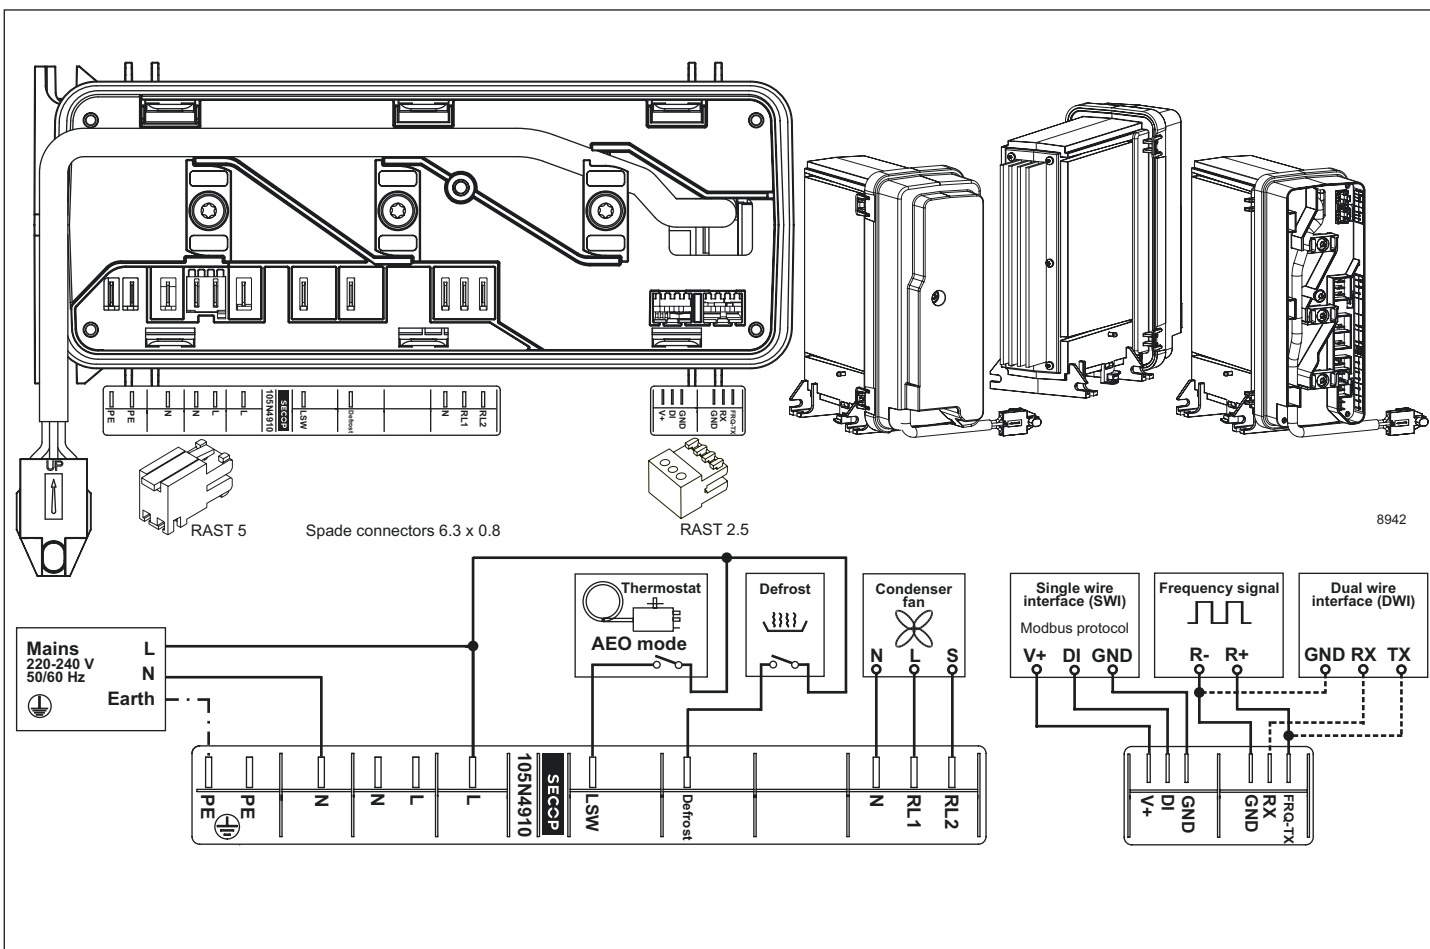 PE
PE
N
N
L
L
105N4910
SECOP
LSW
Defrost
N
RL1
RL2
V+
DI
GND
GND
RX
FRQ-TX
UP
RAST 5
Spade connectors 6.3 x 0.8
RAST 2.5
8942
Mains
220-240 V
50/60 Hz
L
N
Earth
Thermostat
AEO mode
Defrost
Condenser
fan
N L S
Single wire
interface (SWI)
Modbus protocol
V+ DI GND
Frequency signal
R- R+
Dual wire
interface (DWI)
GND RX TX
PE
PE
N
N
L
L
105N4910
SECOP
LSW
Defrost
N
RL1
RL2
V+
DI
GND
GND
RX
FRQ-TX